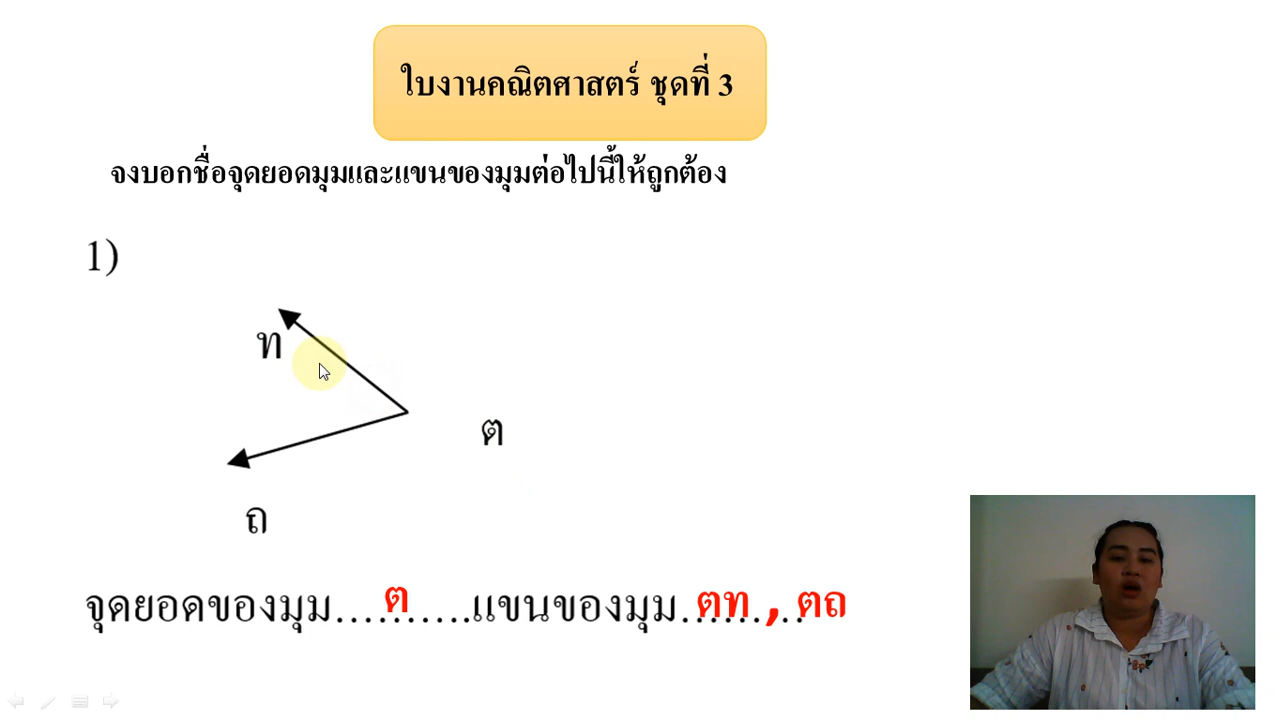 ใบงานคณิตศาสตร์ ชุดที่ 3
จงบอกชื่อจุดยอดมุมและแขนของมุมต่อไปนี้ให้ถูกต้อง
1)
ท
ต
ถ
จุดยอดของมุม....ต......แขนของมุม.ตท , ตถ